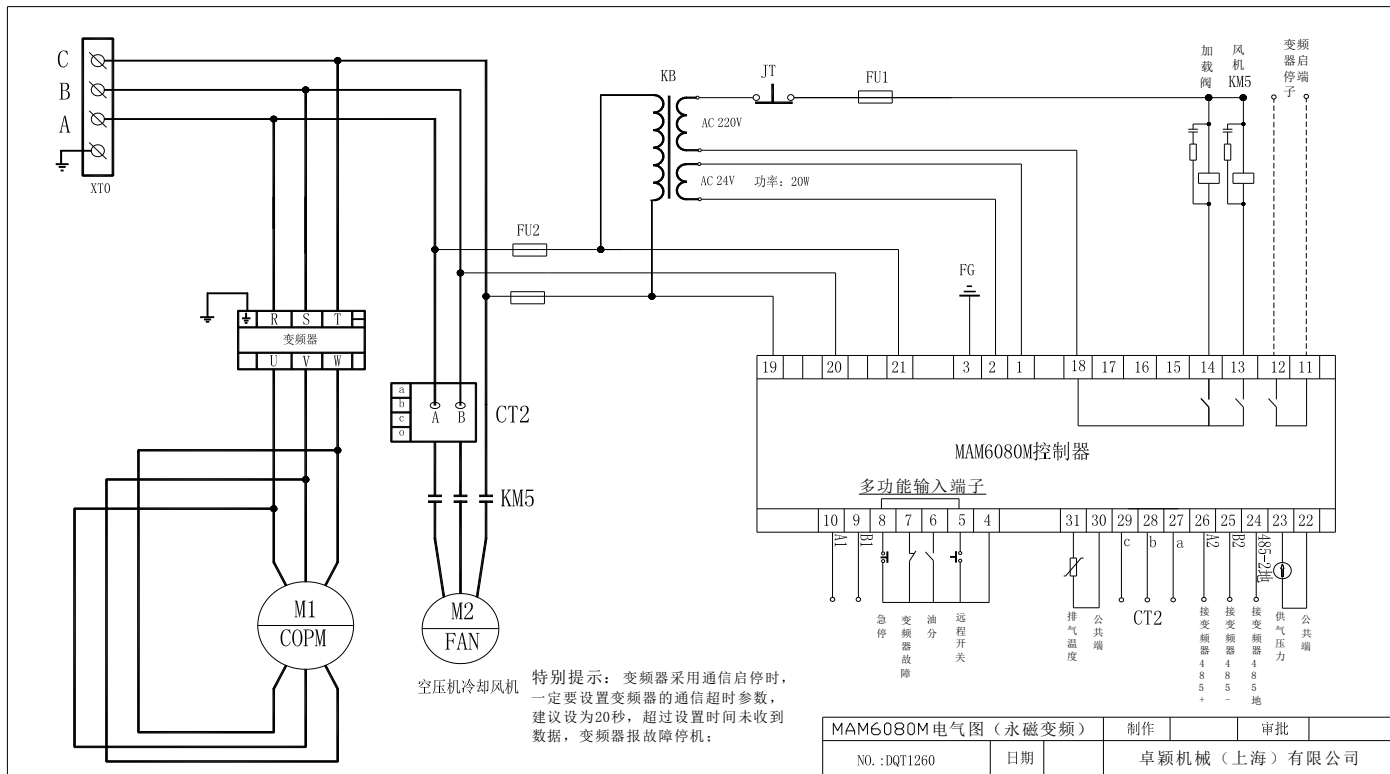 C
B
A
XT0
KB
JT
FU1
加载阀
风机
KM5
变频器启停端子
AC 220V
AC 24V 功率：20W
FU2
FG
R S T
变频器
U V W
a
b
c
o
A B
CT2
KM5
19 20 21 3 2 1 18 17 16 15 14 13 12 11
MAM6080M控制器
多功能输入端子
10 9 8 7 6 5 4 31 30 29 28 27 26 25 24 23 22
A1 B1 c b a A2 B2 485-2地
CT2
急停
变频器故障
油分
远程开关
排气温度
公共端
接变频器485+
接变频器485-
接变频器485地
供气压力
公共端
M1
COPM
M2
FAN
空压机冷却风机
特别提示：变频器采用通信启停时，
一定要设置变频器的通信超时参数，
建议设为20秒，超过设置时间未收到
数据，变频器报故障停机；
MAM6080M电气图（永磁变频） 制作 审批
NO.:DQT1260 日期 卓颖机械（上海）有限公司